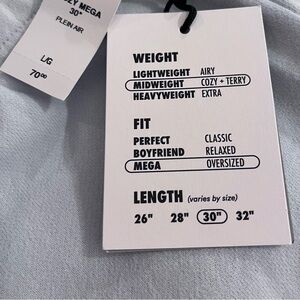 MEGA
30"
PLEIN AIR
L/G
70.00
WEIGHT
LIGHTWEIGHT AIRY
MIDWEIGHT COZY + TERRY
HEAVYWEIGHT EXTRA
FIT
PERFECT CLASSIC
BOYFRIEND RELAXED
MEGA OVERSIZED
LENGTH (varies by size)
26" 28" 30" 32"